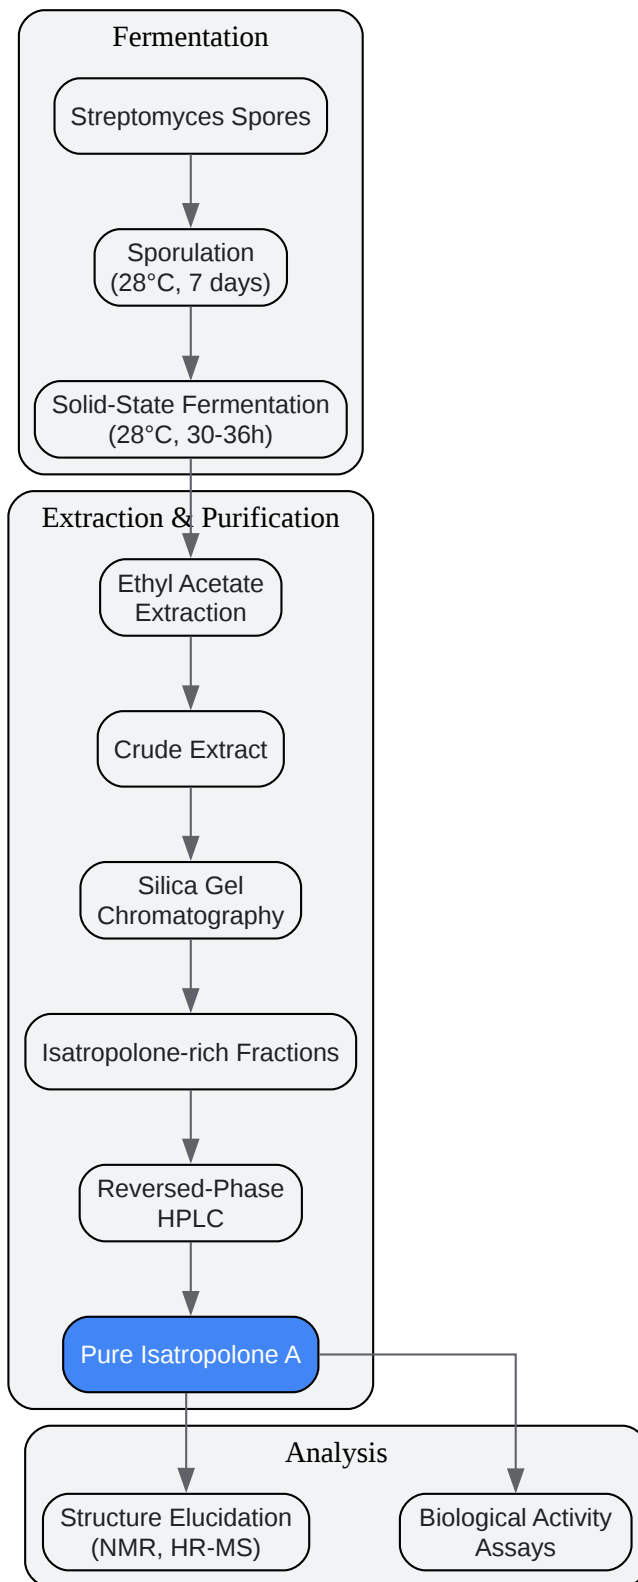 Fermentation
Streptomyces Spores
Sporulation
(28°C, 7 days)
Solid-State Fermentation
(28°C, 30-36h)
Extraction & Purification
Ethyl Acetate
Extraction
Crude Extract
Silica Gel
Chromatography
Isatropolone-rich Fractions
Reversed-Phase
HPLC
Pure Isatropolone A
Analysis
Structure Elucidation
(NMR, HR-MS)
Biological Activity
Assays